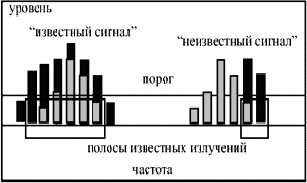 уровень
“известный сигнал”
“неизвестный сигнал”
порог
полосы известных излучений
частота